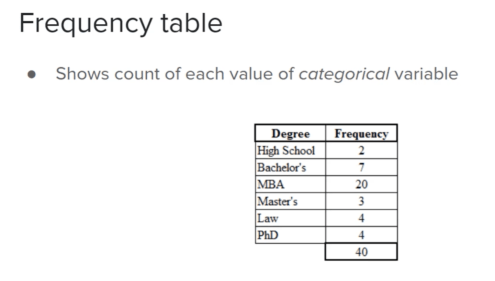 Frequency table
● Shows count of each value of categorical variable
Degree Frequency
High School 2
Bachelor's 7
MBA 20
Master's 3
Law 4
PhD 4
40